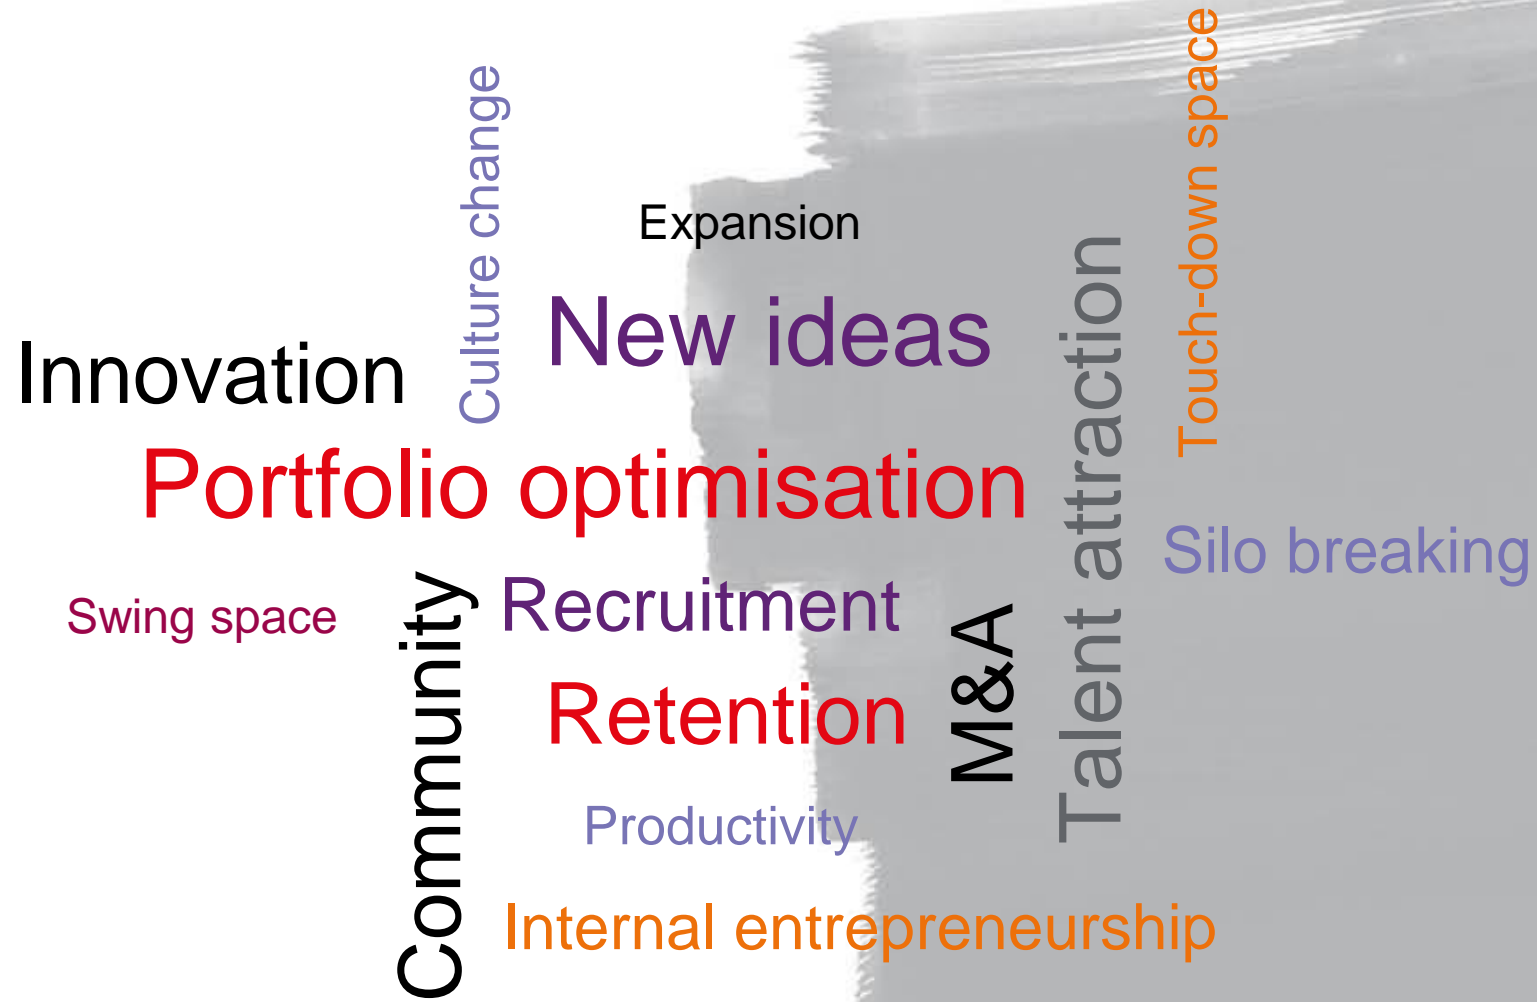 Touch-down space
Culture change
Expansion
New ideas
Innovation
Talent attraction
Portfolio optimisation
Silo breaking
Swing space
Community
Recruitment
M&A
Retention
Productivity
Internal entrepreneurship